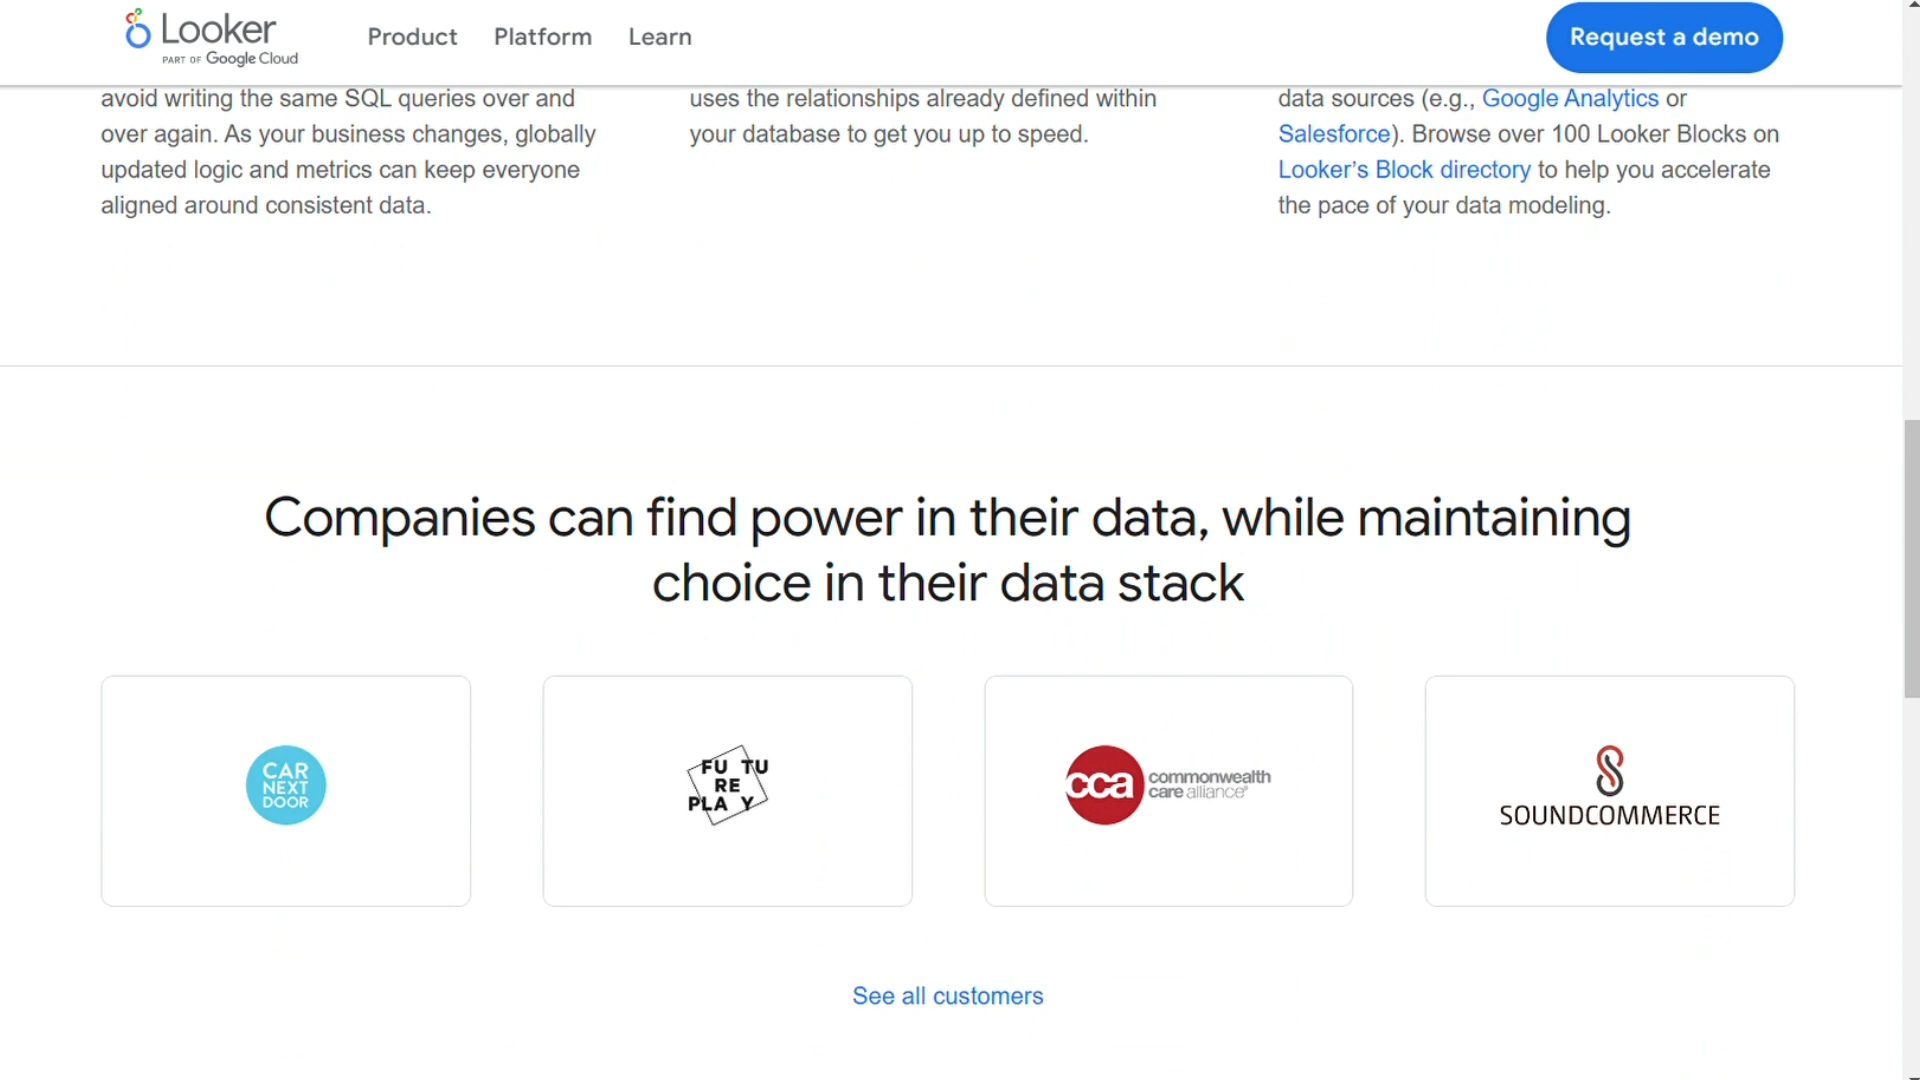 Looker
PART OF Google Cloud
Product
Platform
Learn
Request a demo
avoid writing the same SQL queries over and
over again. As your business changes, globally
updated logic and metrics can keep everyone
aligned around consistent data.
uses the relationships already defined within
your database to get you up to speed.
data sources (e.g., Google Analytics or
Salesforce). Browse over 100 Looker Blocks on
Looker’s Block directory to help you accelerate
the pace of your data modeling.
Companies can find power in their data, while maintaining
choice in their data stack
CAR
NEXT
DOOR
FU TU
RE
PLA Y
cca
commonwealth
care alliance®
SOUNDCOMMERCE
See all customers